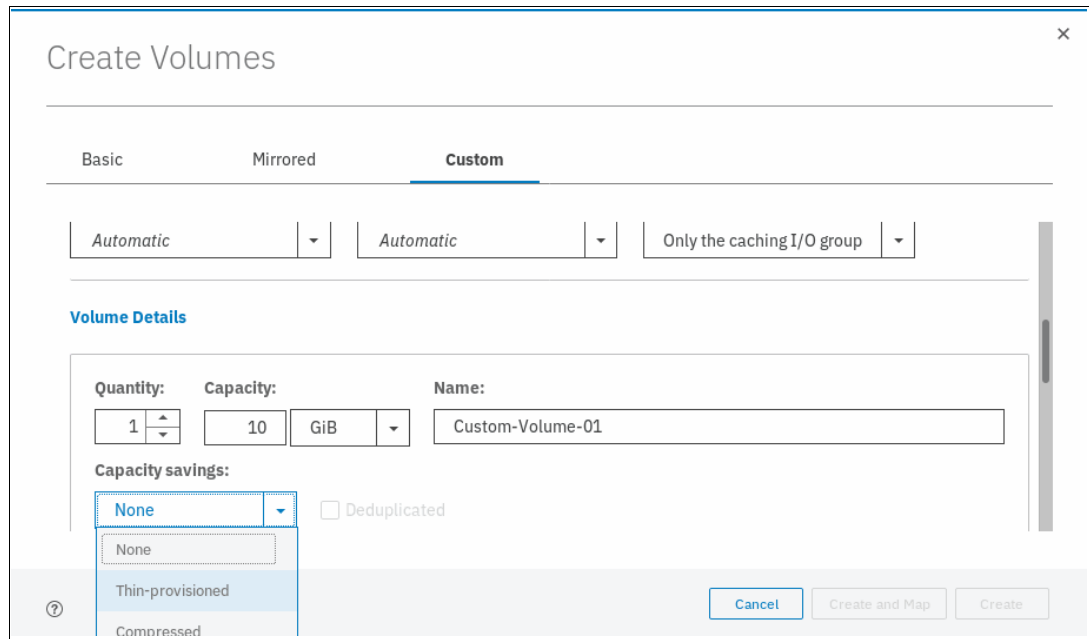 Create Volumes
Basic Mirrored Custom
Automatic Automatic Only the caching I/O group
Volume Details
Quantity: Capacity: Name:
1 10 GiB Custom-Volume-01
Capacity savings:
None Deduplicated
None
Thin-provisioned
Compressed
Cancel Create and Map Create